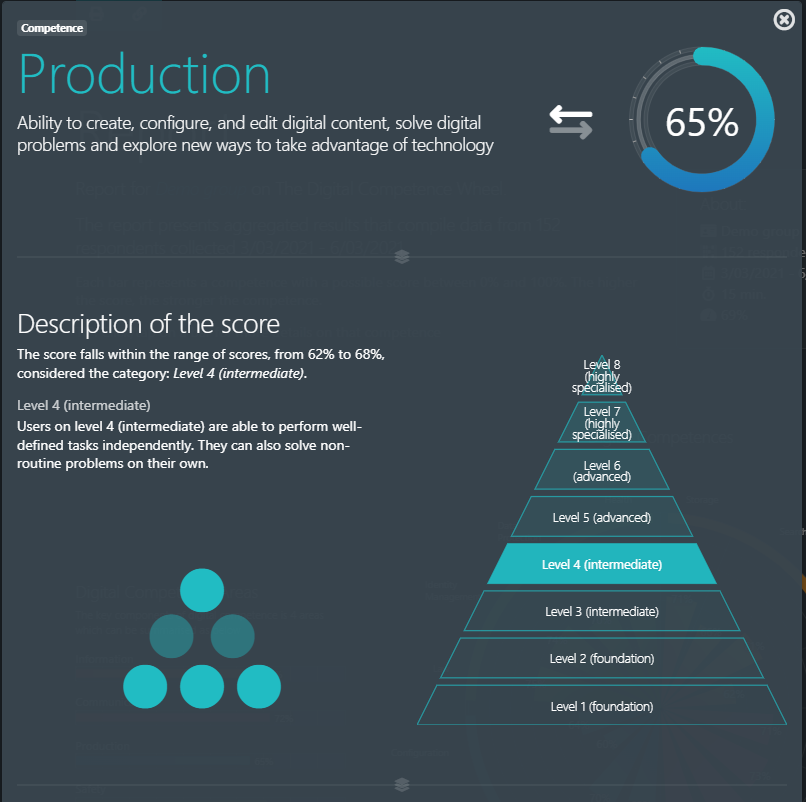 Competence
Production
Ability to create, configure, and edit digital content, solve digital
problems and explore new ways to take advantage of technology
65%
Description of the score
The score falls within the range of scores, from 62% to 68%,
considered the category: Level 4 (intermediate).
Level 4 (intermediate)
Users on level 4 (intermediate) are able to perform well-
defined tasks independently. They can also solve non-
routine problems on their own.
Level 8
(highly
specialised)
Level 7
(highly
specialised)
Level 6
(advanced)
Level 5 (advanced)
Level 4 (intermediate)
Level 3 (intermediate)
Level 2 (foundation)
Level 1 (foundation)